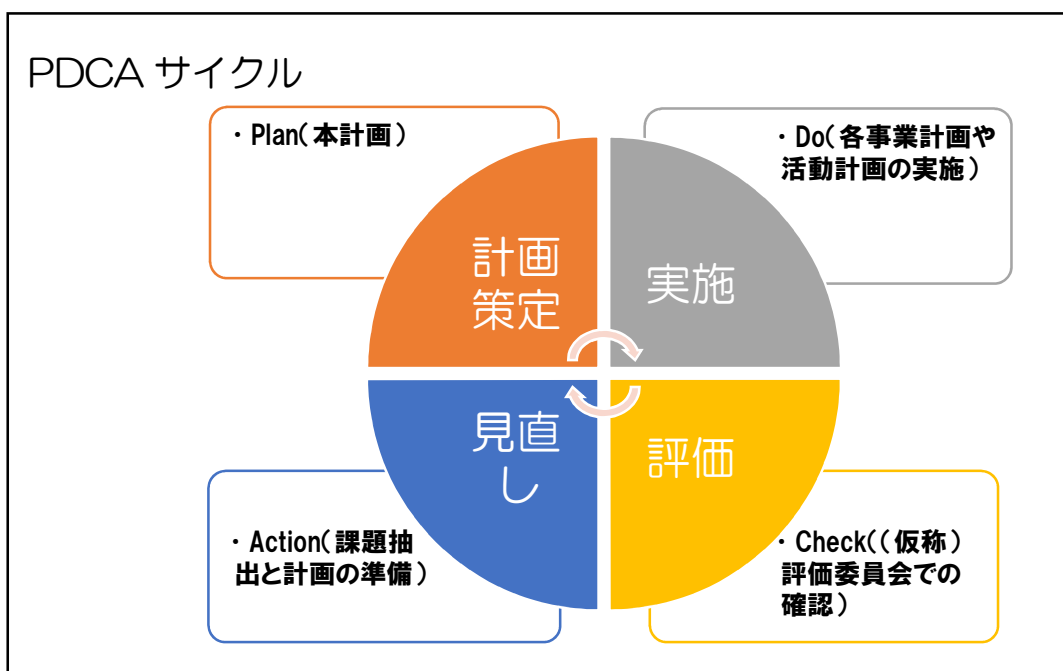 PDCA サイクル
・Plan(本計画)
・Do(各事業計画や
活動計画の実施)
計画
策定
実施
見直
し
評価
・Action(課題抽
出と計画の準備)
・Check((仮称)
評価委員会での
確認)